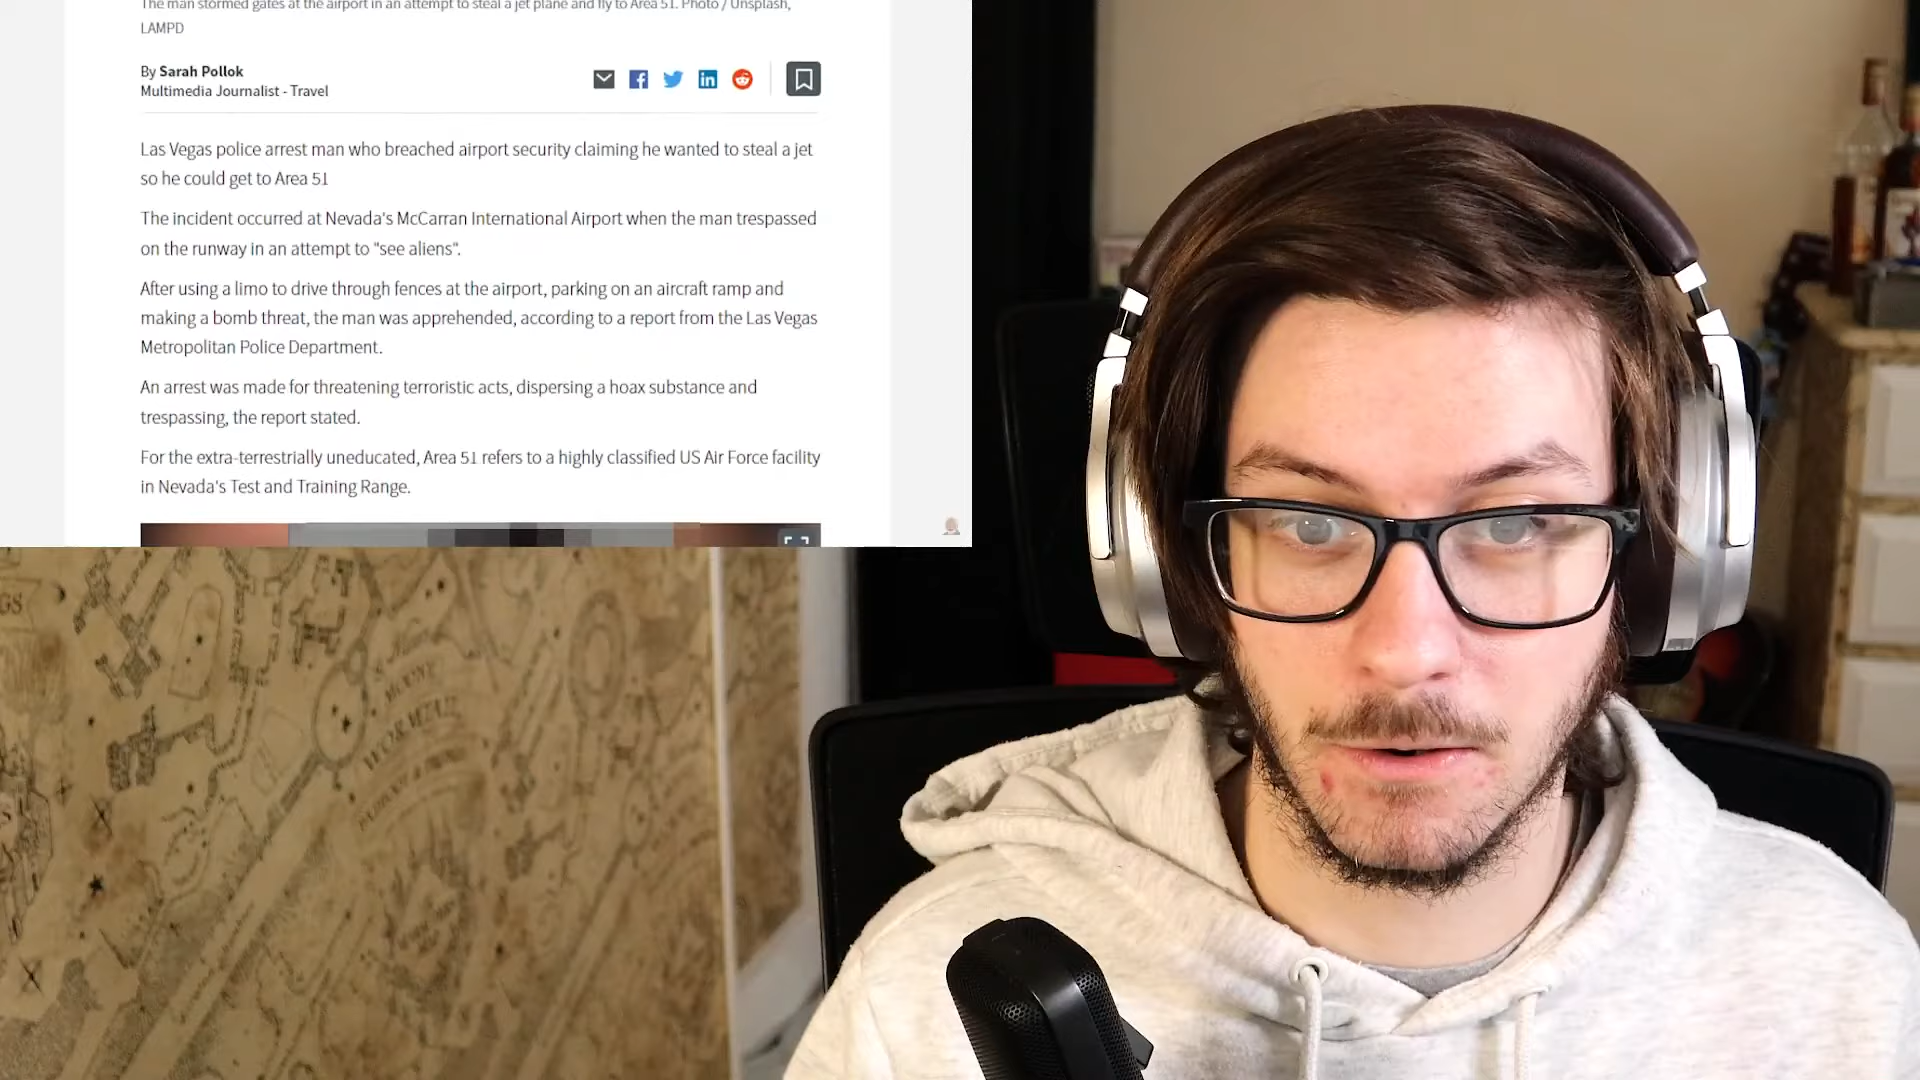 The man stormed gates at the airport in an attempt to steal a jet plane and fly to Area 51. Photo / Unsplash,
LAMPD
By Sarah Pollok
Multimedia Journalist - Travel
Las Vegas police arrest man who breached airport security claiming he wanted to steal a jet
so he could get to Area 51
The incident occurred at Nevada's McCarran International Airport when the man trespassed
on the runway in an attempt to "see aliens".
After using a limo to drive through fences at the airport, parking on an aircraft ramp and
making a bomb threat, the man was apprehended, according to a report from the Las Vegas
Metropolitan Police Department.
An arrest was made for threatening terroristic acts, dispersing a hoax substance and
trespassing, the report stated.
For the extra-terrestrially uneducated, Area 51 refers to a highly classified US Air Force facility
in Nevada's Test and Training Range.